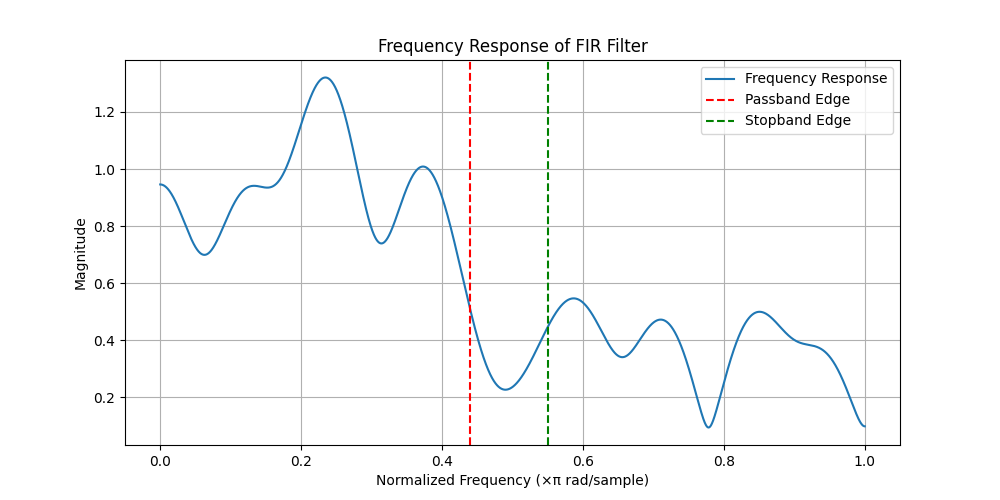 Frequency Response of FIR Filter
Frequency Response
Passband Edge
Stopband Edge
Magnitude
1.2
1.0
0.8
0.6
0.4
0.2
0.0 0.2 0.4 0.6 0.8 1.0
Normalized Frequency (×π rad/sample)